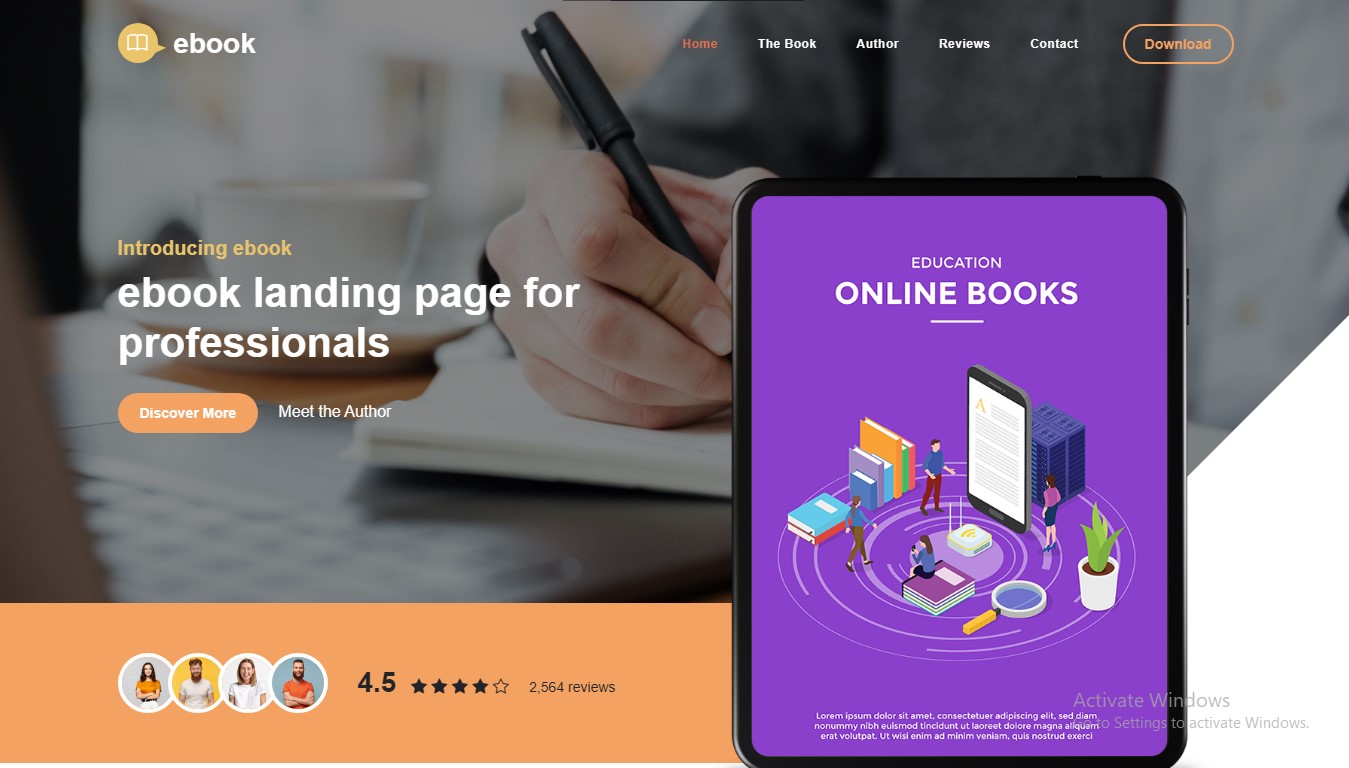 ebook
Home
The Book
Author
Reviews
Contact
Download
Introducing ebook
ebook landing page for
professionals
Discover More
Meet the Author
EDUCATION
ONLINE BOOKS
A
4.5
2,564 reviews
Lorem ipsum dolor sit amet, consectetuer adipiscing elit, sed diam
nonummy nibh euismod tincidunt ut laoreet dolore magna aliquam
erat volutpat. Ut wisi enim ad minim veniam, quis nostrud exerci
Activate Windows
to Settings to activate Windows.